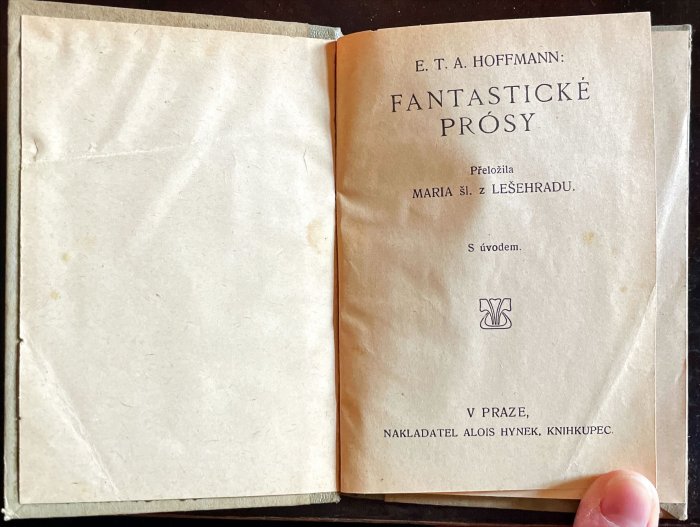 E. T. A. HOFFMANN:
FANTASTICKÉ
PRÓSY
Přeložila
MARIA šl. z LEŠEHRADU.
S úvodem.
V PRAZE,
NAKLADATEL ALOIS HYNEK, KNIHKUPEC.